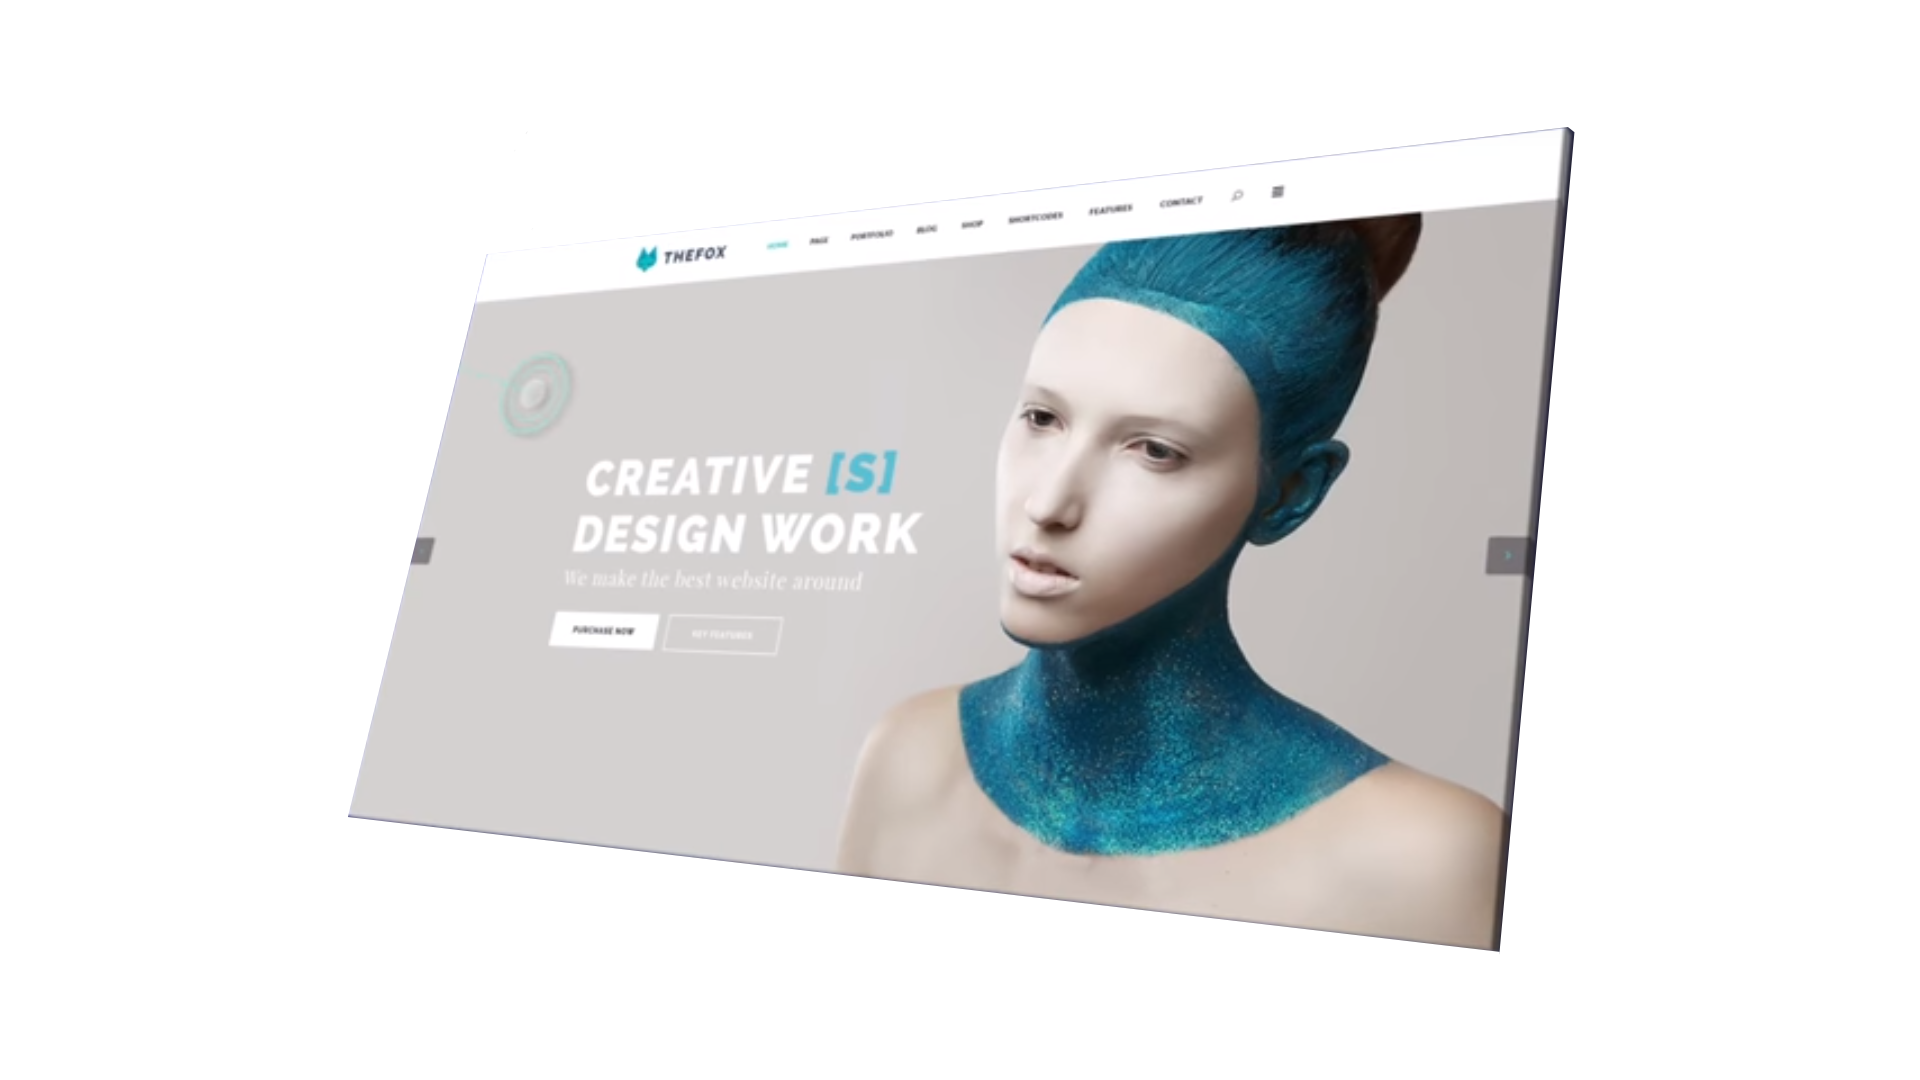 THEFOX
HOME PAGE PORTFOLIO BLOG SHOP SHORTCODES FEATURES CONTACT
CREATIVE [S]
DESIGN WORK
We make the best website around
PURCHASE NOW KEY FEATURES